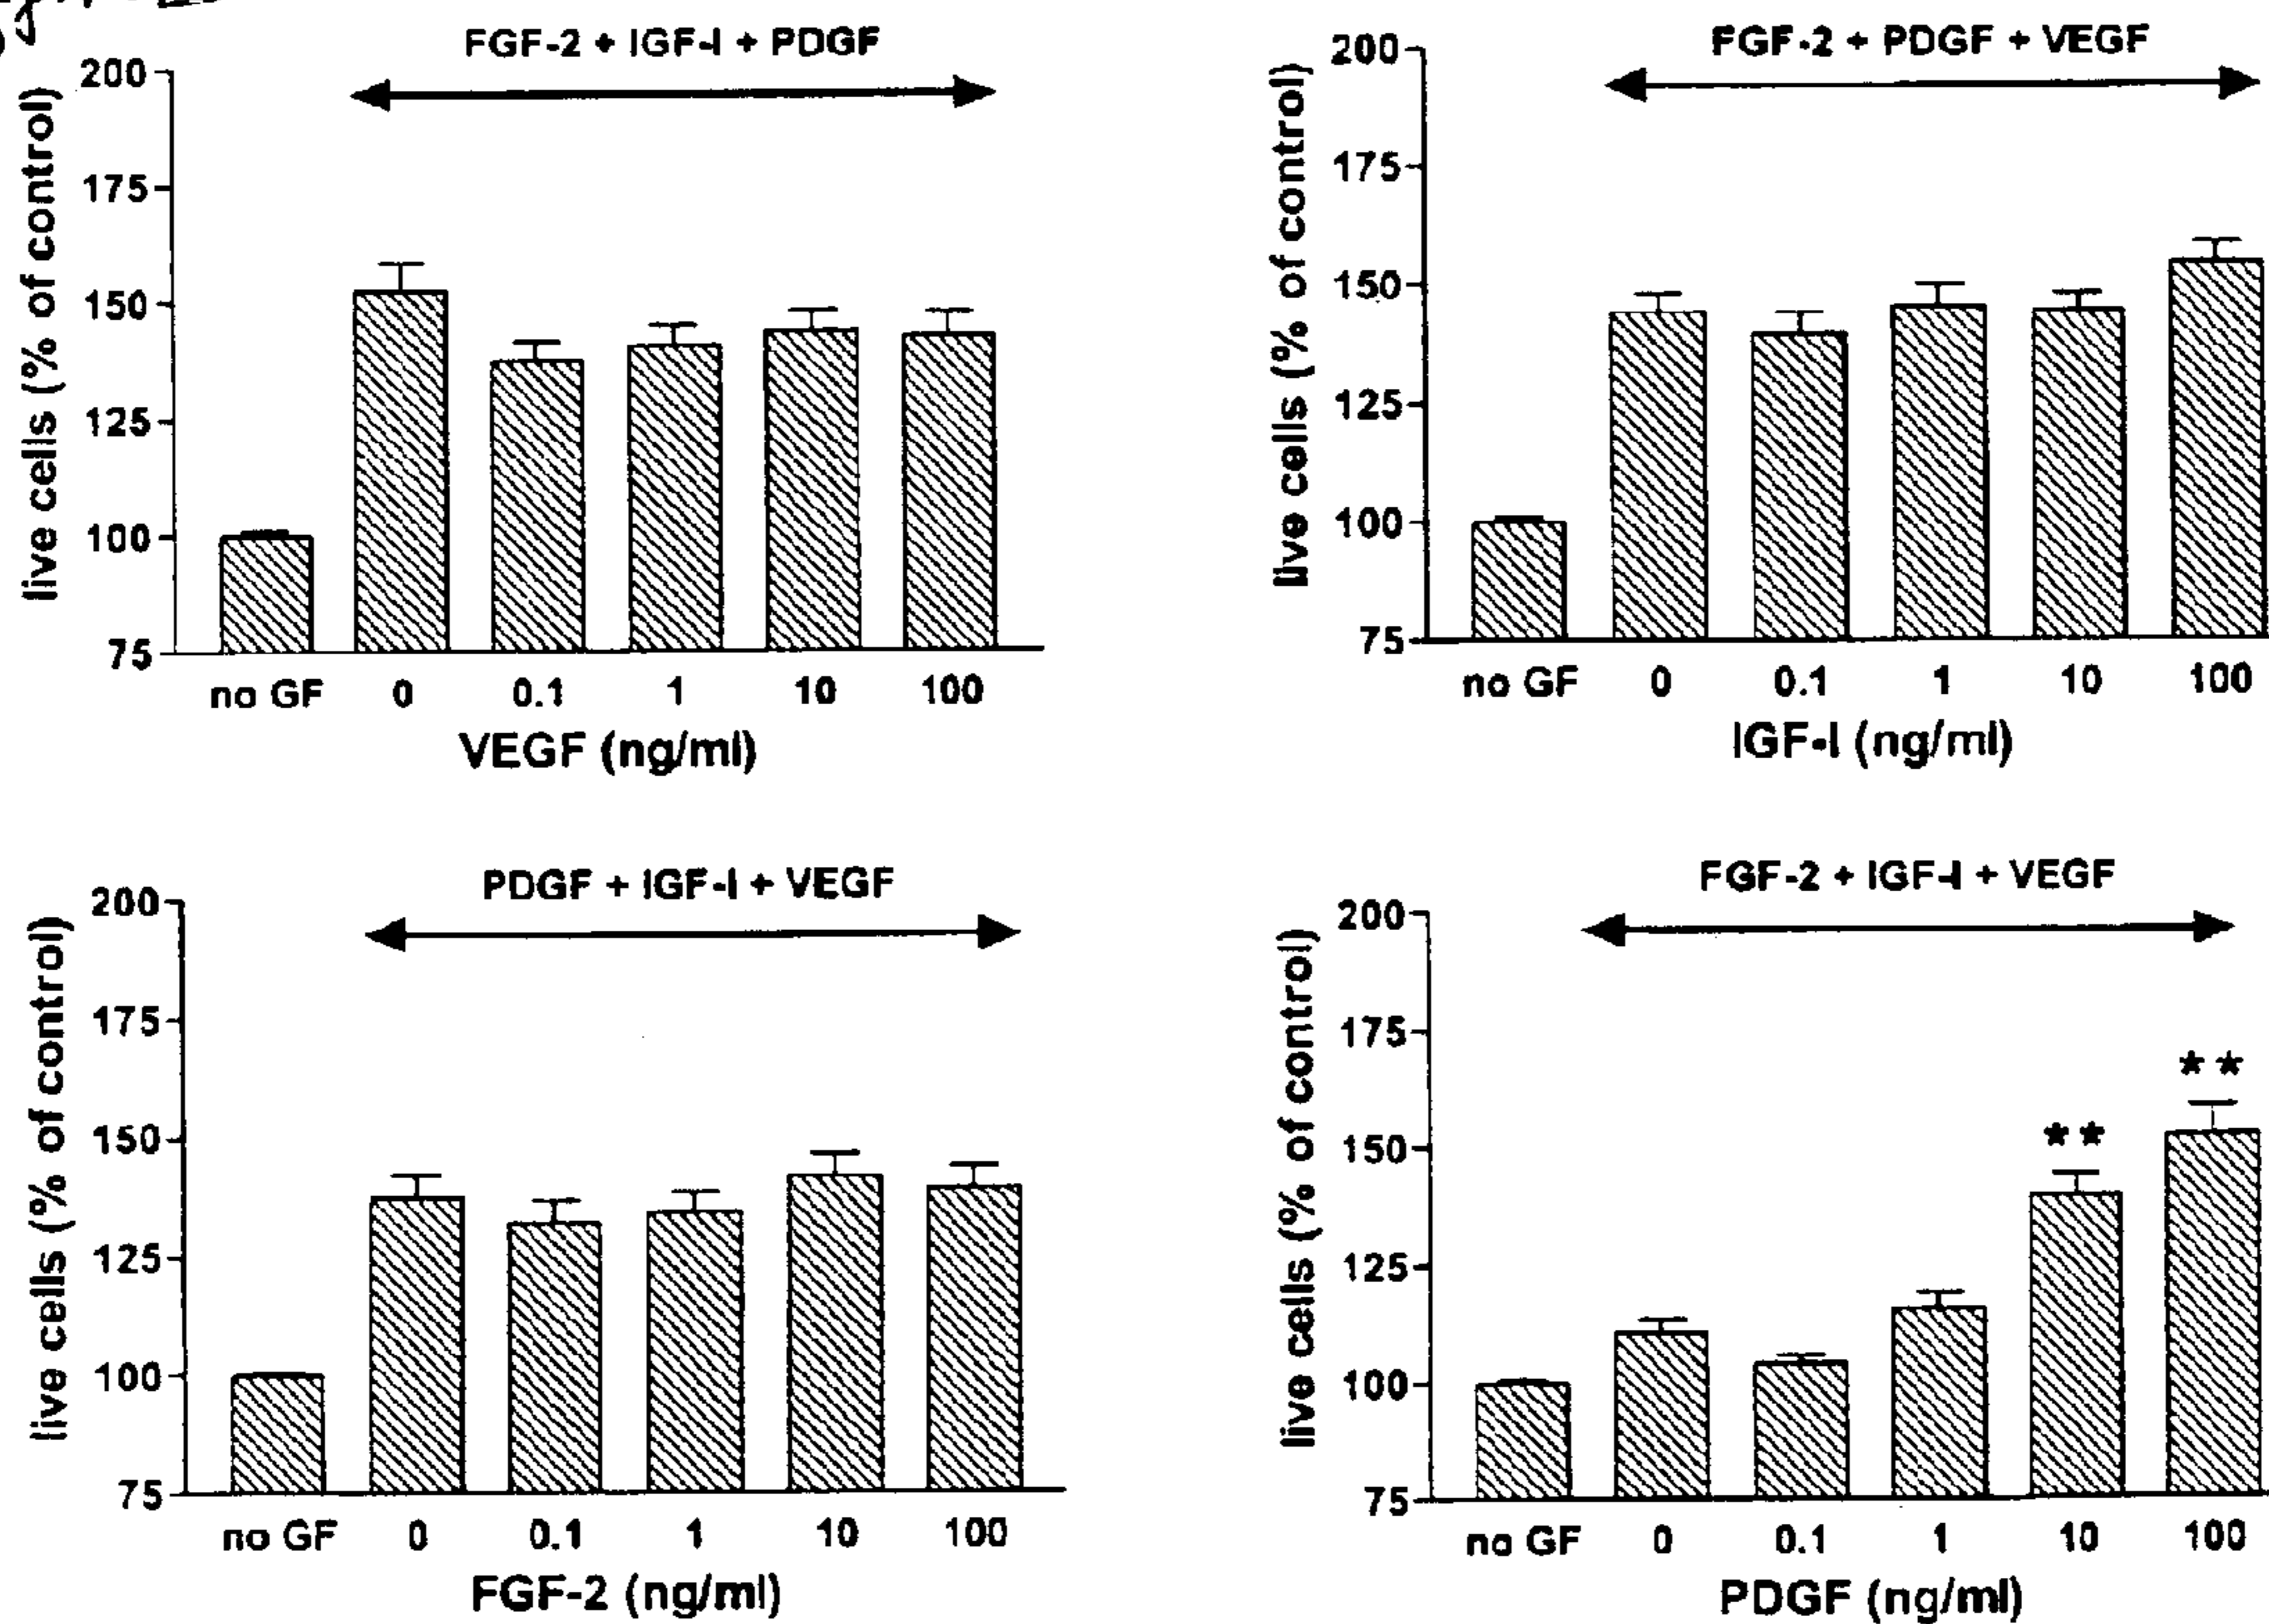 FGF-2 + IGF-I + PDGF
live cells (% of control)
200
175
150
125
100
75
no GF 0 0.1 1 10 100
VEGF (ng/ml)
FGF-2 + PDGF + VEGF
live cells (% of control)
200
175
150
125
100
75
no GF 0 0.1 1 10 100
IGF-I (ng/ml)
PDGF + IGF-I + VEGF
live cells (% of control)
200
175
150
125
100
75
no GF 0 0.1 1 10 100
FGF-2 (ng/ml)
FGF-2 + IGF-I + VEGF
live cells (% of control)
200
175
150
125
100
75
**
**
no GF 0 0.1 1 10 100
PDGF (ng/ml)